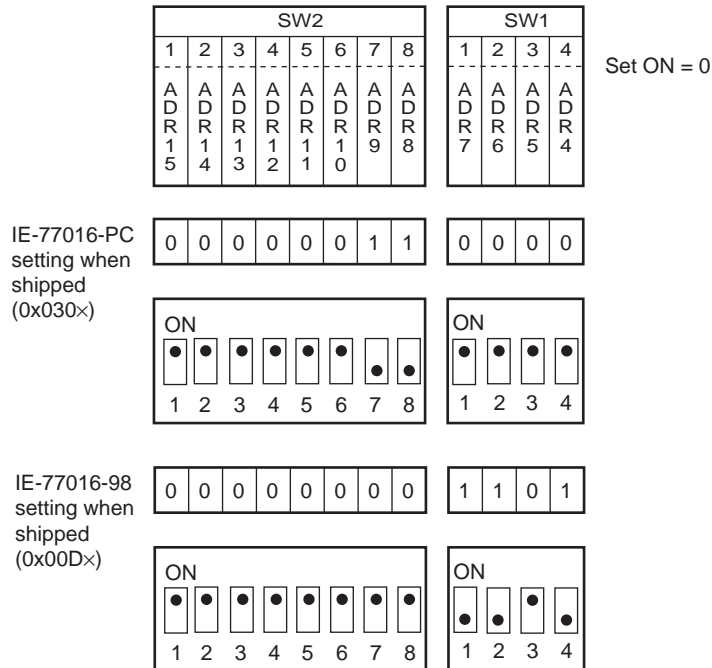 SW2 SW1
1 2 3 4 5 6 7 8 1 2 3 4
Set ON = 0
ADR15 ADR14 ADR13 ADR12 ADR11 ADR10 ADR9 ADR8 ADR7 ADR6 ADR5 ADR4
IE-77016-PC
setting when
shipped
(0x030×)
0 0 0 0 0 0 1 1 0 0 0 0
ON ON
1 2 3 4 5 6 7 8 1 2 3 4
IE-77016-98
setting when
shipped
(0x00D×)
0 0 0 0 0 0 0 0 1 1 0 1
ON ON
1 2 3 4 5 6 7 8 1 2 3 4